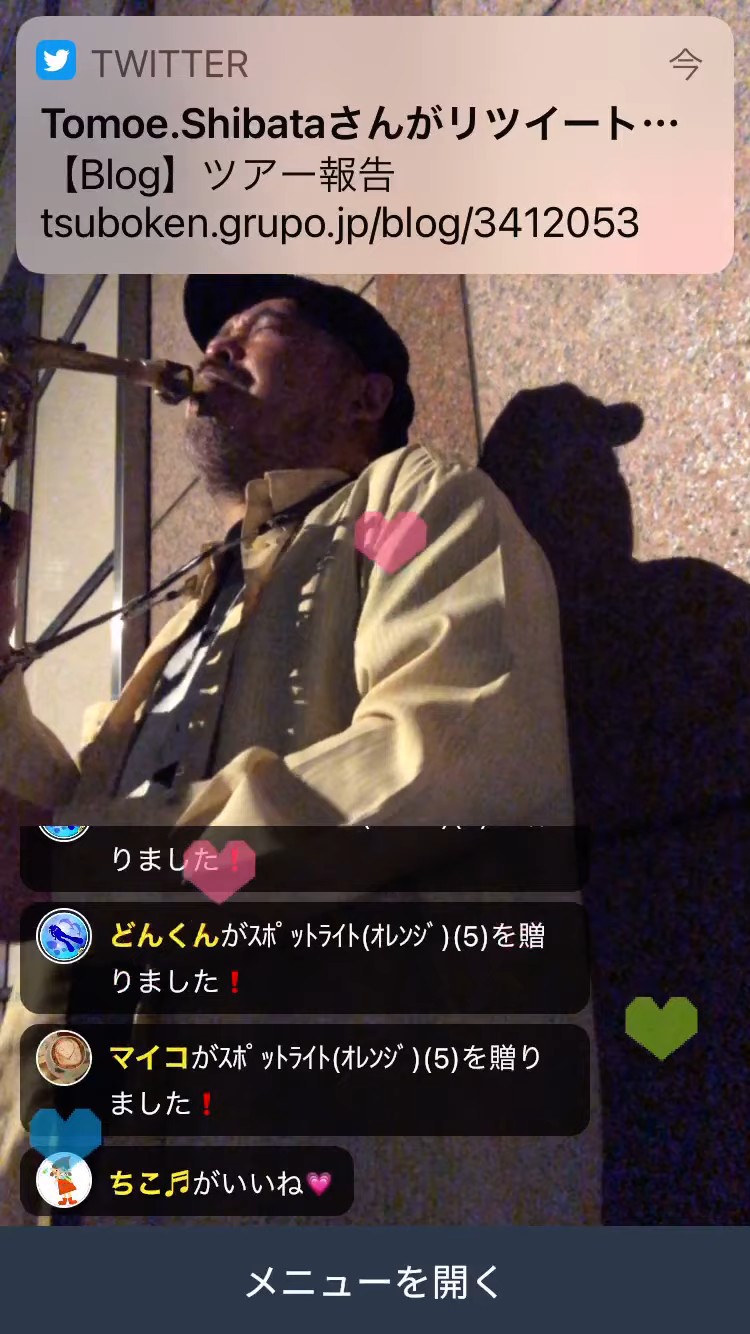 TWITTER 今
Tomoe.Shibataさんがリツイート…
【Blog】ツアー報告
tsuboken.grupo.jp/blog/3412053
りました❗
どんくんがｽﾎﾟｯﾄﾗｲﾄ(ｵﾚﾝｼﾞ)(5)を贈
りました❗
マイコがｽﾎﾟｯﾄﾗｲﾄ(ｵﾚﾝｼﾞ)(5)を贈り
ました❗
ちこ♬がいいね💗
メニューを開く